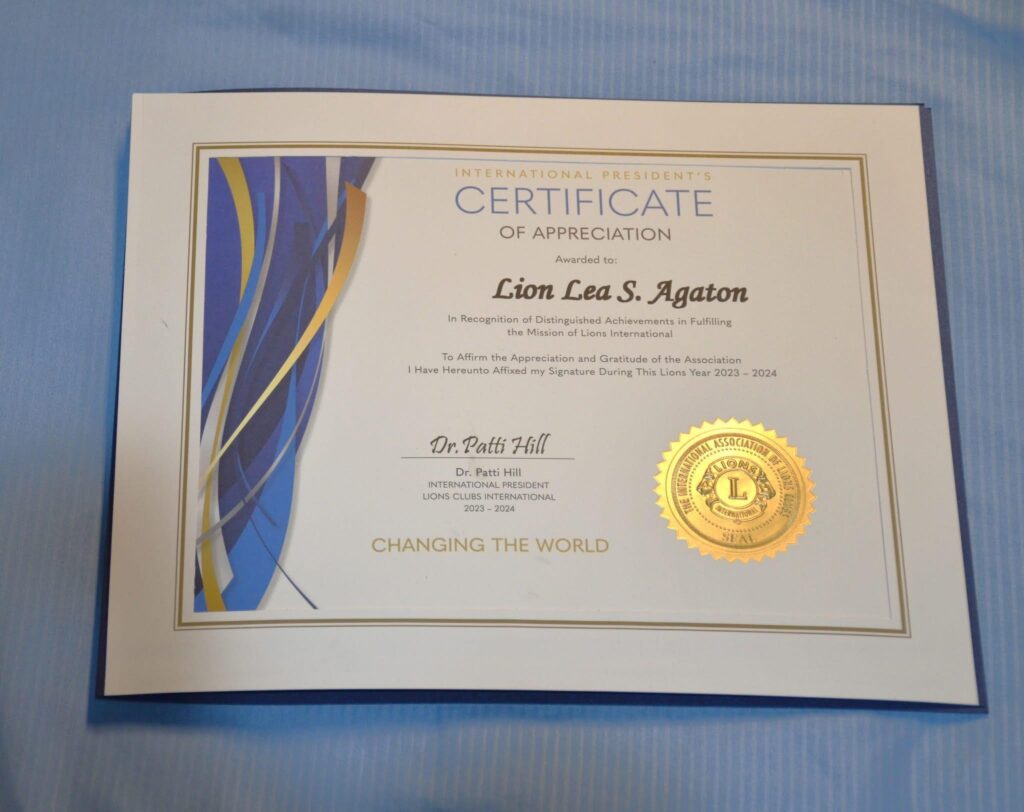 INTERNATIONAL PRESIDENT'S
CERTIFICATE
OF APPRECIATION
Awarded to:
Lion Lea S. Agaton
In Recognition of Distinguished Achievements in Fulfilling
the Mission of Lions International
To Affirm the Appreciation and Gratitude of the Association
I Have Hereunto Affixed my Signature During This Lions Year 2023 – 2024
Dr. Patti Hill
Dr. Patti Hill
INTERNATIONAL PRESIDENT
LIONS CLUBS INTERNATIONAL
2023 – 2024
CHANGING THE WORLD
THE INTERNATIONAL ASSOCIATION OF LIONS CLUBS
LIONS
L
INTERNATIONAL
SEAL